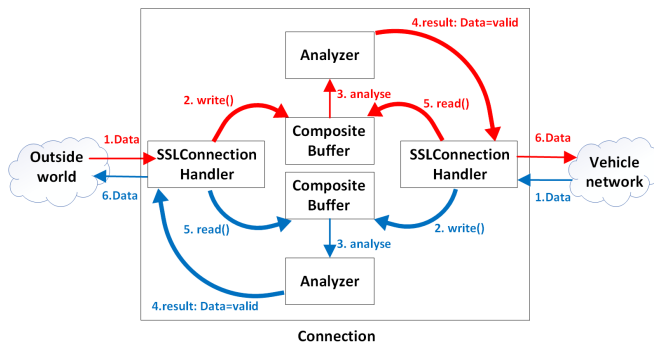 4.result: Data=valid
Analyzer
2. write()
3. analyse
5. read()
1.Data
6.Data
Outside
world
SSLConnection
Handler
Composite
Buffer
SSLConnection
Handler
Vehicle
network
6.Data
Composite
Buffer
1.Data
5. read()
2. write()
3. analyse
Analyzer
4.result: Data=valid
Connection